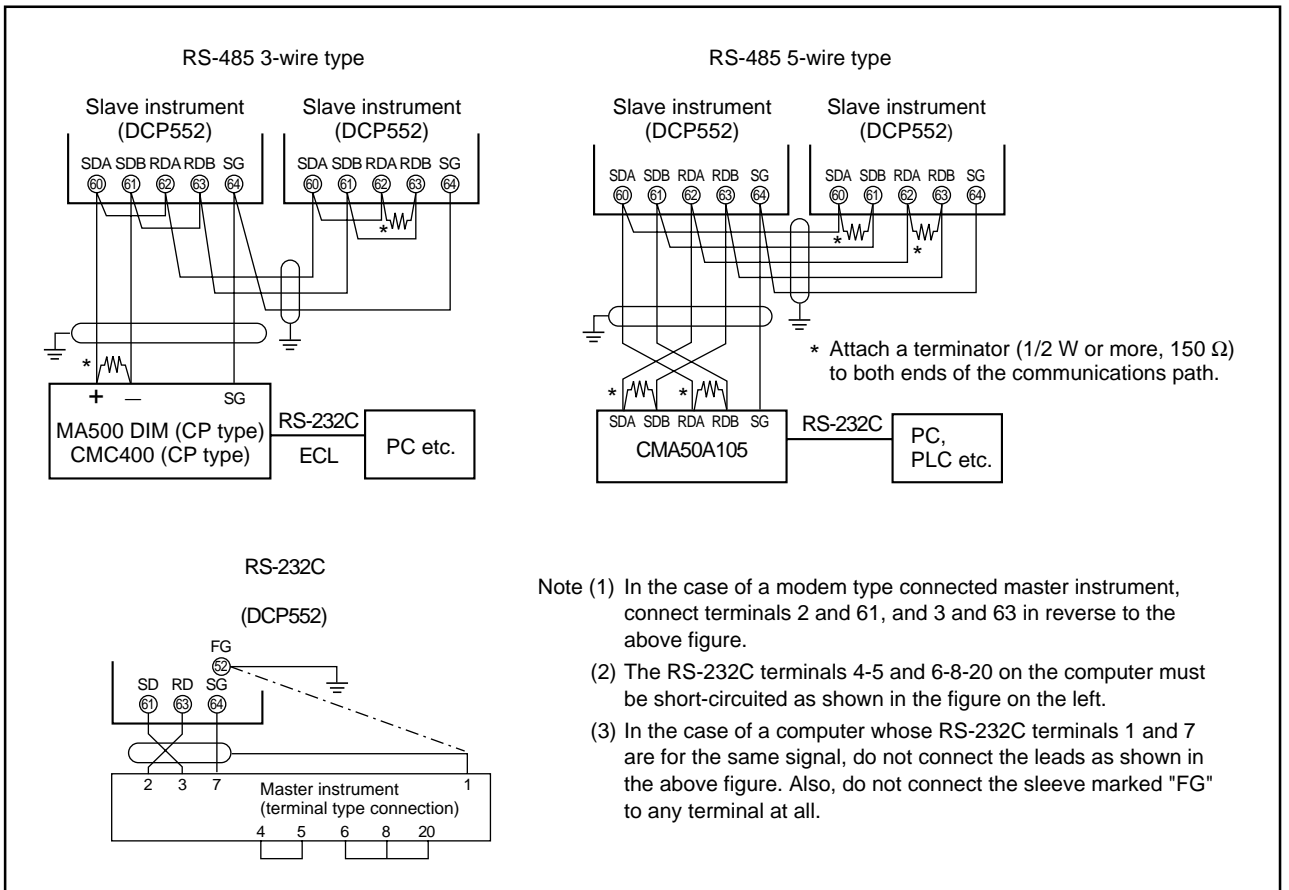 RS-485 3-wire type
Slave instrument
(DCP552)
Slave instrument
(DCP552)
SDA SDB RDA RDB SG
60 61 62 63 64
SDA SDB RDA RDB SG
60 61 62 63 64
*
*
+ — SG
MA500 DIM (CP type)
CMC400 (CP type)
RS-232C
ECL
PC etc.
RS-485 5-wire type
Slave instrument
(DCP552)
Slave instrument
(DCP552)
SDA SDB RDA RDB SG
60 61 62 63 64
SDA SDB RDA RDB SG
60 61 62 63 64
* *
* Attach a terminator (1/2 W or more, 150 Ω)
to both ends of the communications path.
* *
SDA SDB RDA RDB SG
CMA50A105
RS-232C
PC,
PLC etc.
RS-232C
(DCP552)
FG
52
SD RD SG
61 63 64
2 3 7 1
Master instrument
(terminal type connection)
4 5 6 8 20
Note (1) In the case of a modem type connected master instrument,
connect terminals 2 and 61, and 3 and 63 in reverse to the
above figure.
(2) The RS-232C terminals 4-5 and 6-8-20 on the computer must
be short-circuited as shown in the figure on the left.
(3) In the case of a computer whose RS-232C terminals 1 and 7
are for the same signal, do not connect the leads as shown in
the above figure. Also, do not connect the sleeve marked "FG"
to any terminal at all.